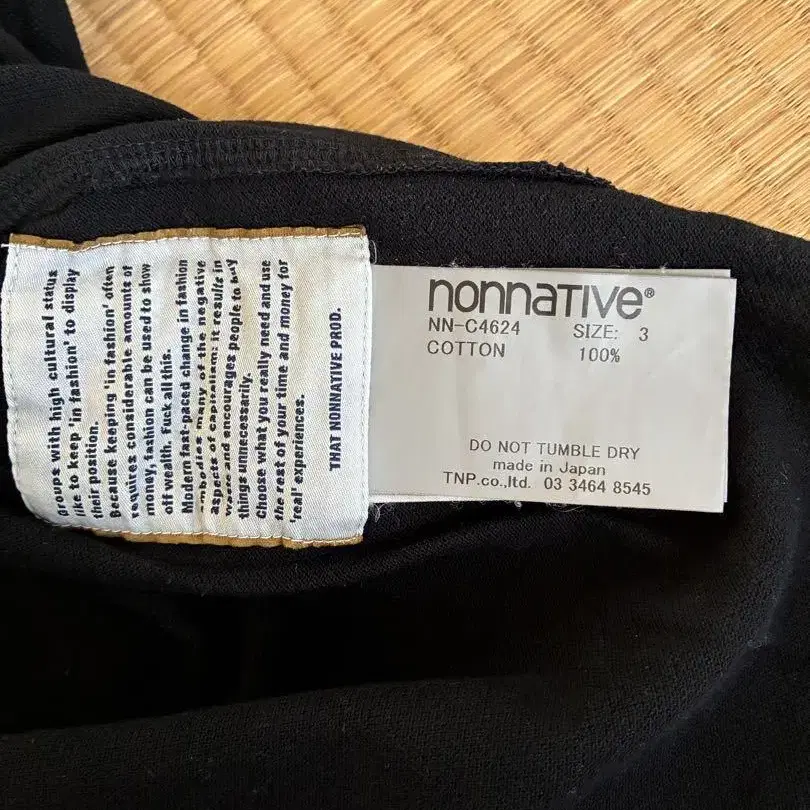 Groups with high cultural status
like to keep 'in fashion' to display
their position.
Because keeping 'in fashion' often
requires considerable amounts of
money, fashion can be used to show
off wealth. Fuck all this.
Modern fast-paced change in fashion
embodies many of the negative
aspects of capitalism: it results in
waste and encourages people to buy
things unnecessarily.
Choose what you really need and use
the rest of your time and money for
'real' experiences.
THAT NONNATIVE PROD.
nonnative®
NN-C4624 SIZE: 3
COTTON 100%
DO NOT TUMBLE DRY
made in Japan
TNP.co.,ltd. 03 3464 8545